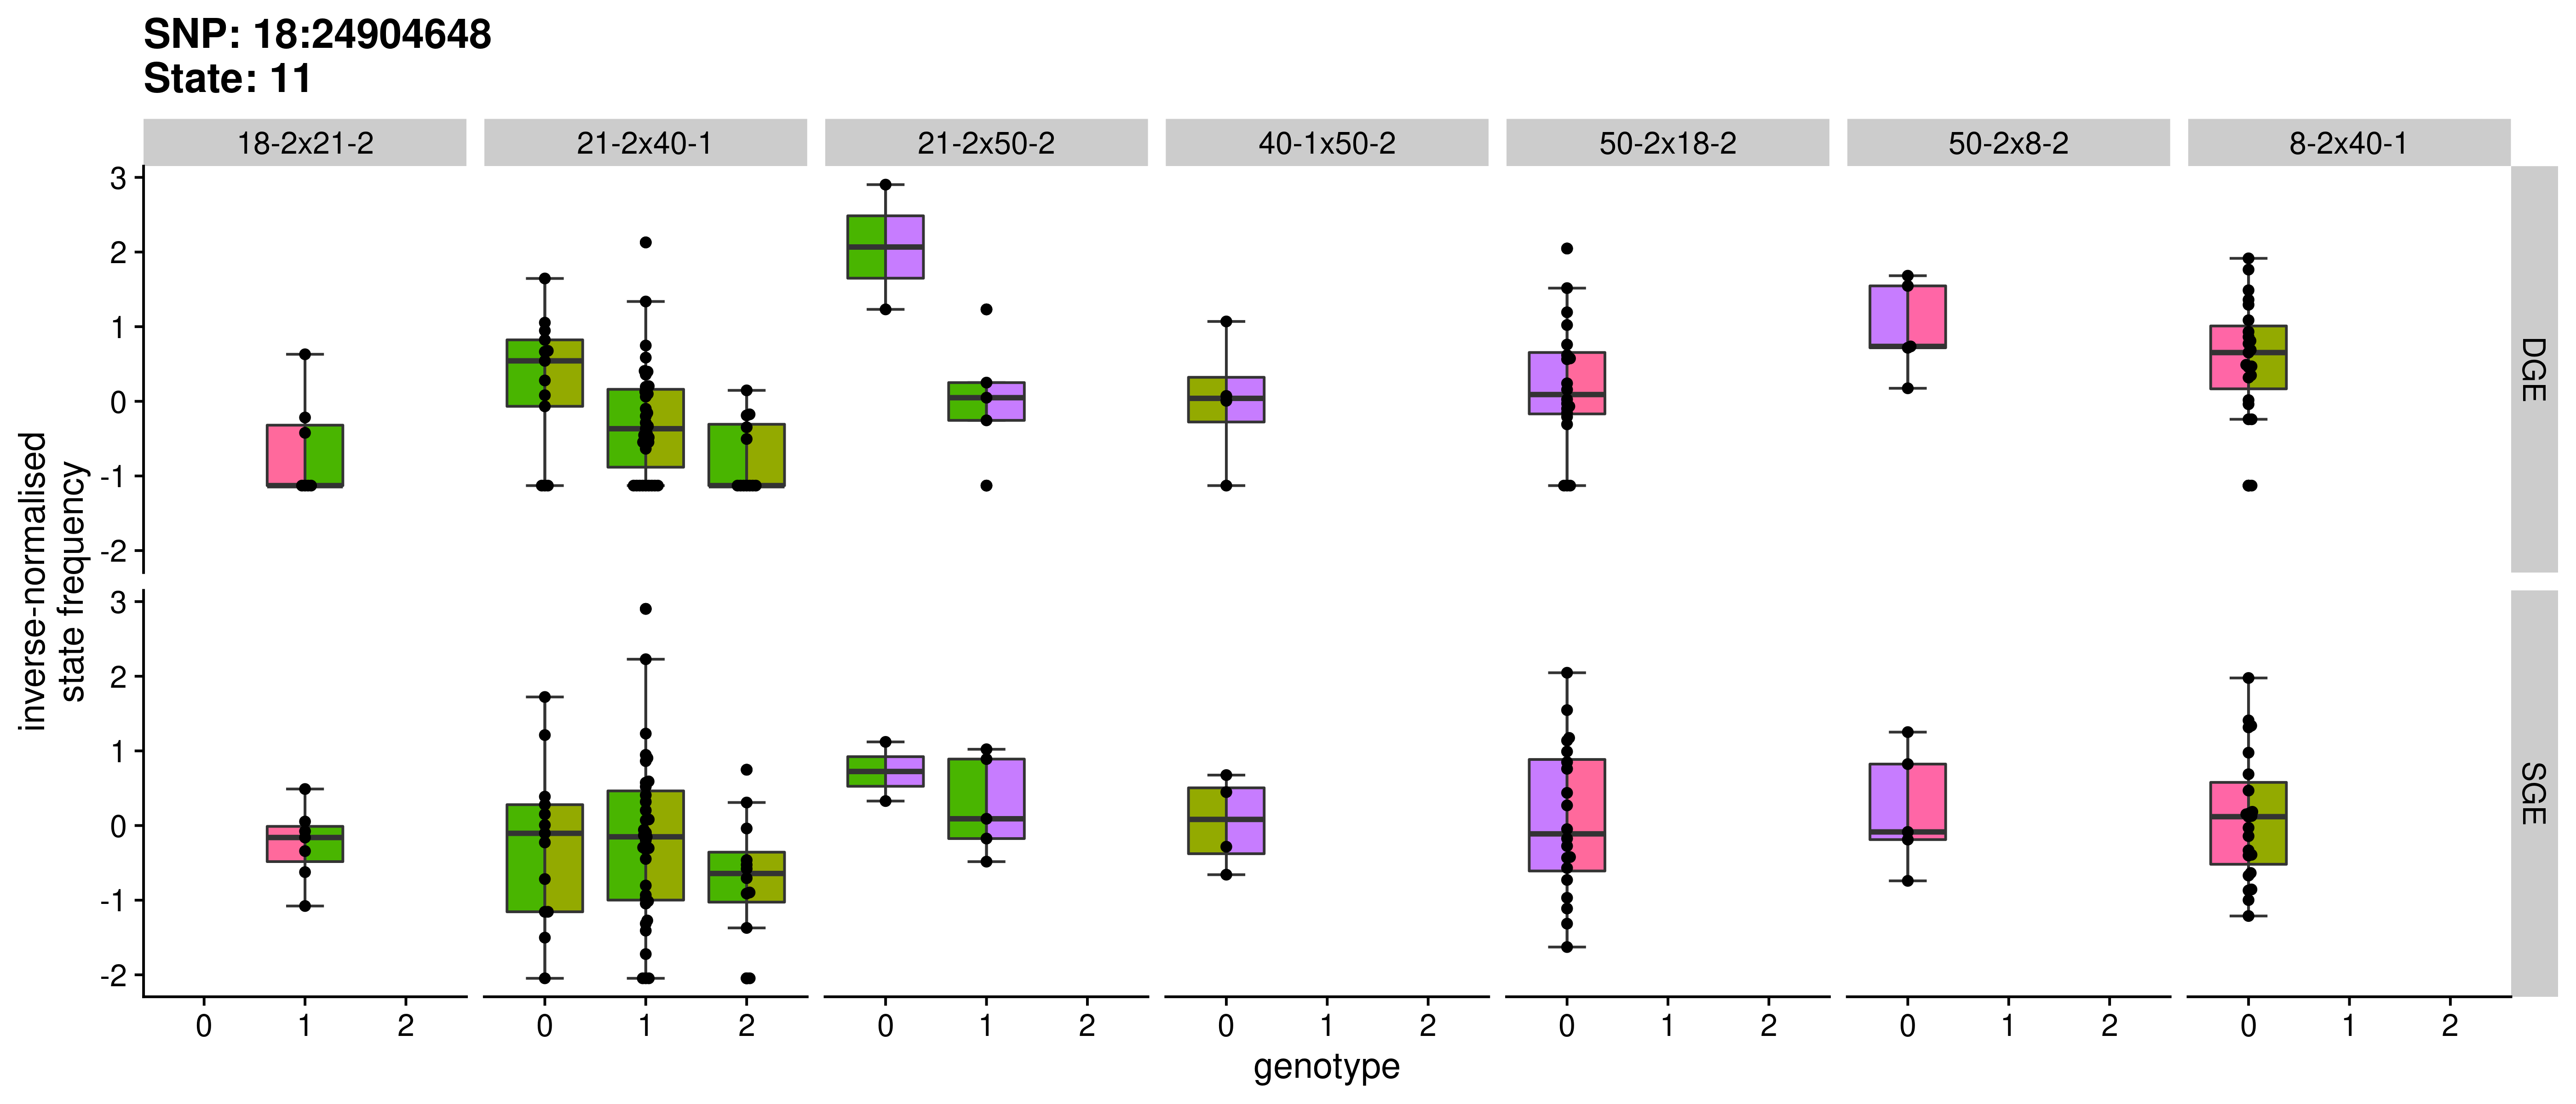 SNP: 18:24904648
State: 11
18-2x21-2 21-2x40-1 21-2x50-2 40-1x50-2 50-2x18-2 50-2x8-2 8-2x40-1
3
2
1
0
-1
-2
DGE
inverse-normalised
state frequency
3
2
1
0
-1
-2
SGE
0 1 2 0 1 2 0 1 2 0 1 2 0 1 2 0 1 2 0 1 2
genotype